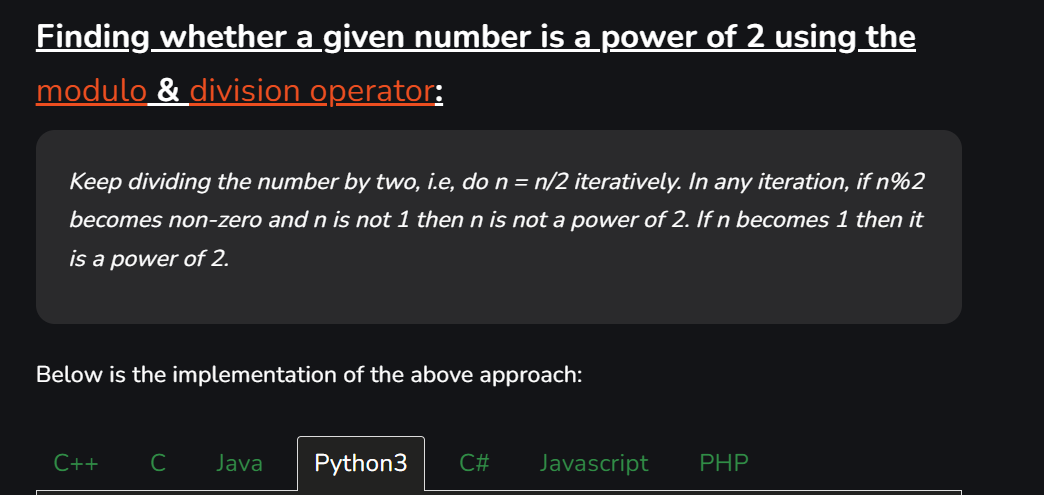 Finding whether a given number is a power of 2 using the
modulo & division operator:
Keep dividing the number by two, i.e, do n = n/2 iteratively. In any iteration, if n%2
becomes non-zero and n is not 1 then n is not a power of 2. If n becomes 1 then it
is a power of 2.
Below is the implementation of the above approach:
C++ C Java Python3 C# Javascript PHP